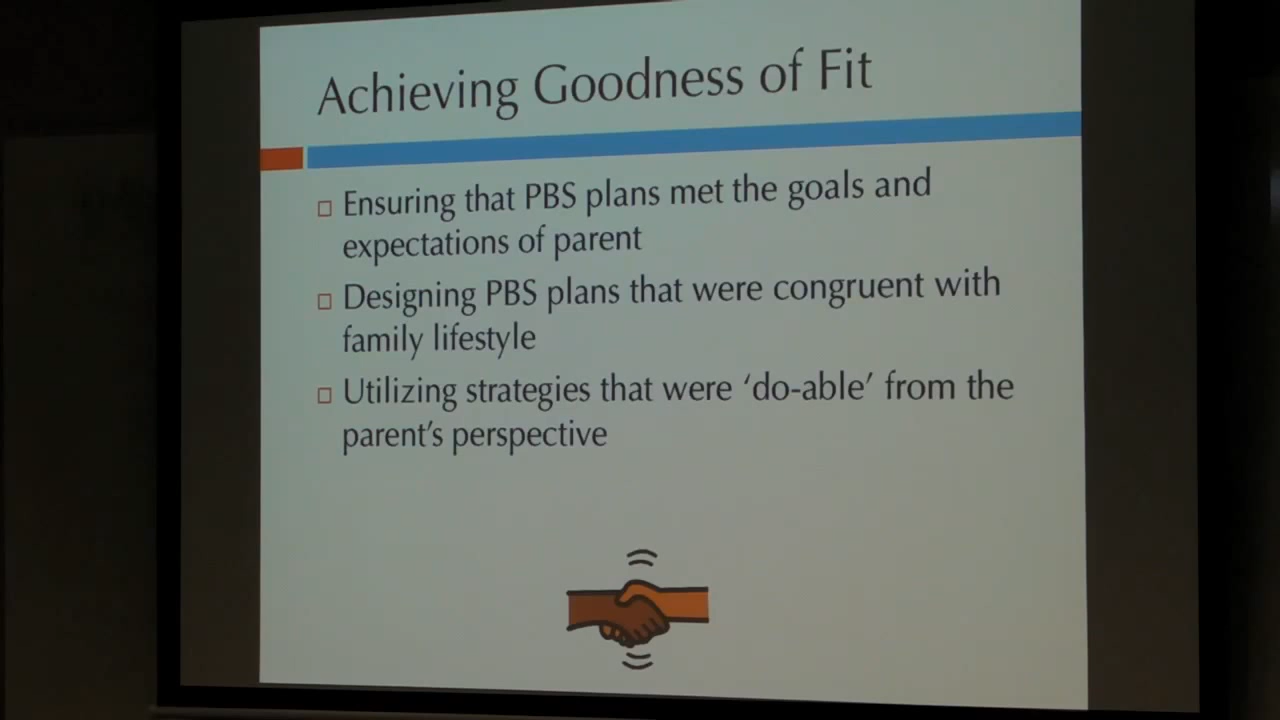 Achieving Goodness of Fit
Ensuring that PBS plans met the goals and
expectations of parent
Designing PBS plans that were congruent with
family lifestyle
Utilizing strategies that were ‘do-able’ from the
parent’s perspective